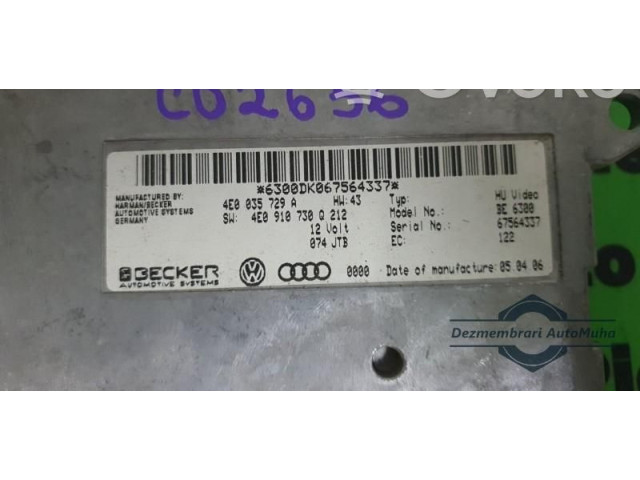 CD2630
*6300DK067564337*
MANUFACTURED BY:
HARMAN/BECKER
AUTOMOTIVE SYSTEMS
GERMANY
4E0 035 729 A HW:43
SW: 4E0 910 730 Q 212
12 Volt
074 JTB
Typ: HU Video
Model No.: BE 6300
Serial No.: 67564337
EC: 122
BECKER
AUTOMOTIVE SYSTEMS
0000 Date of manufacture: 05.04.06
Dezmembrari AutoMuha